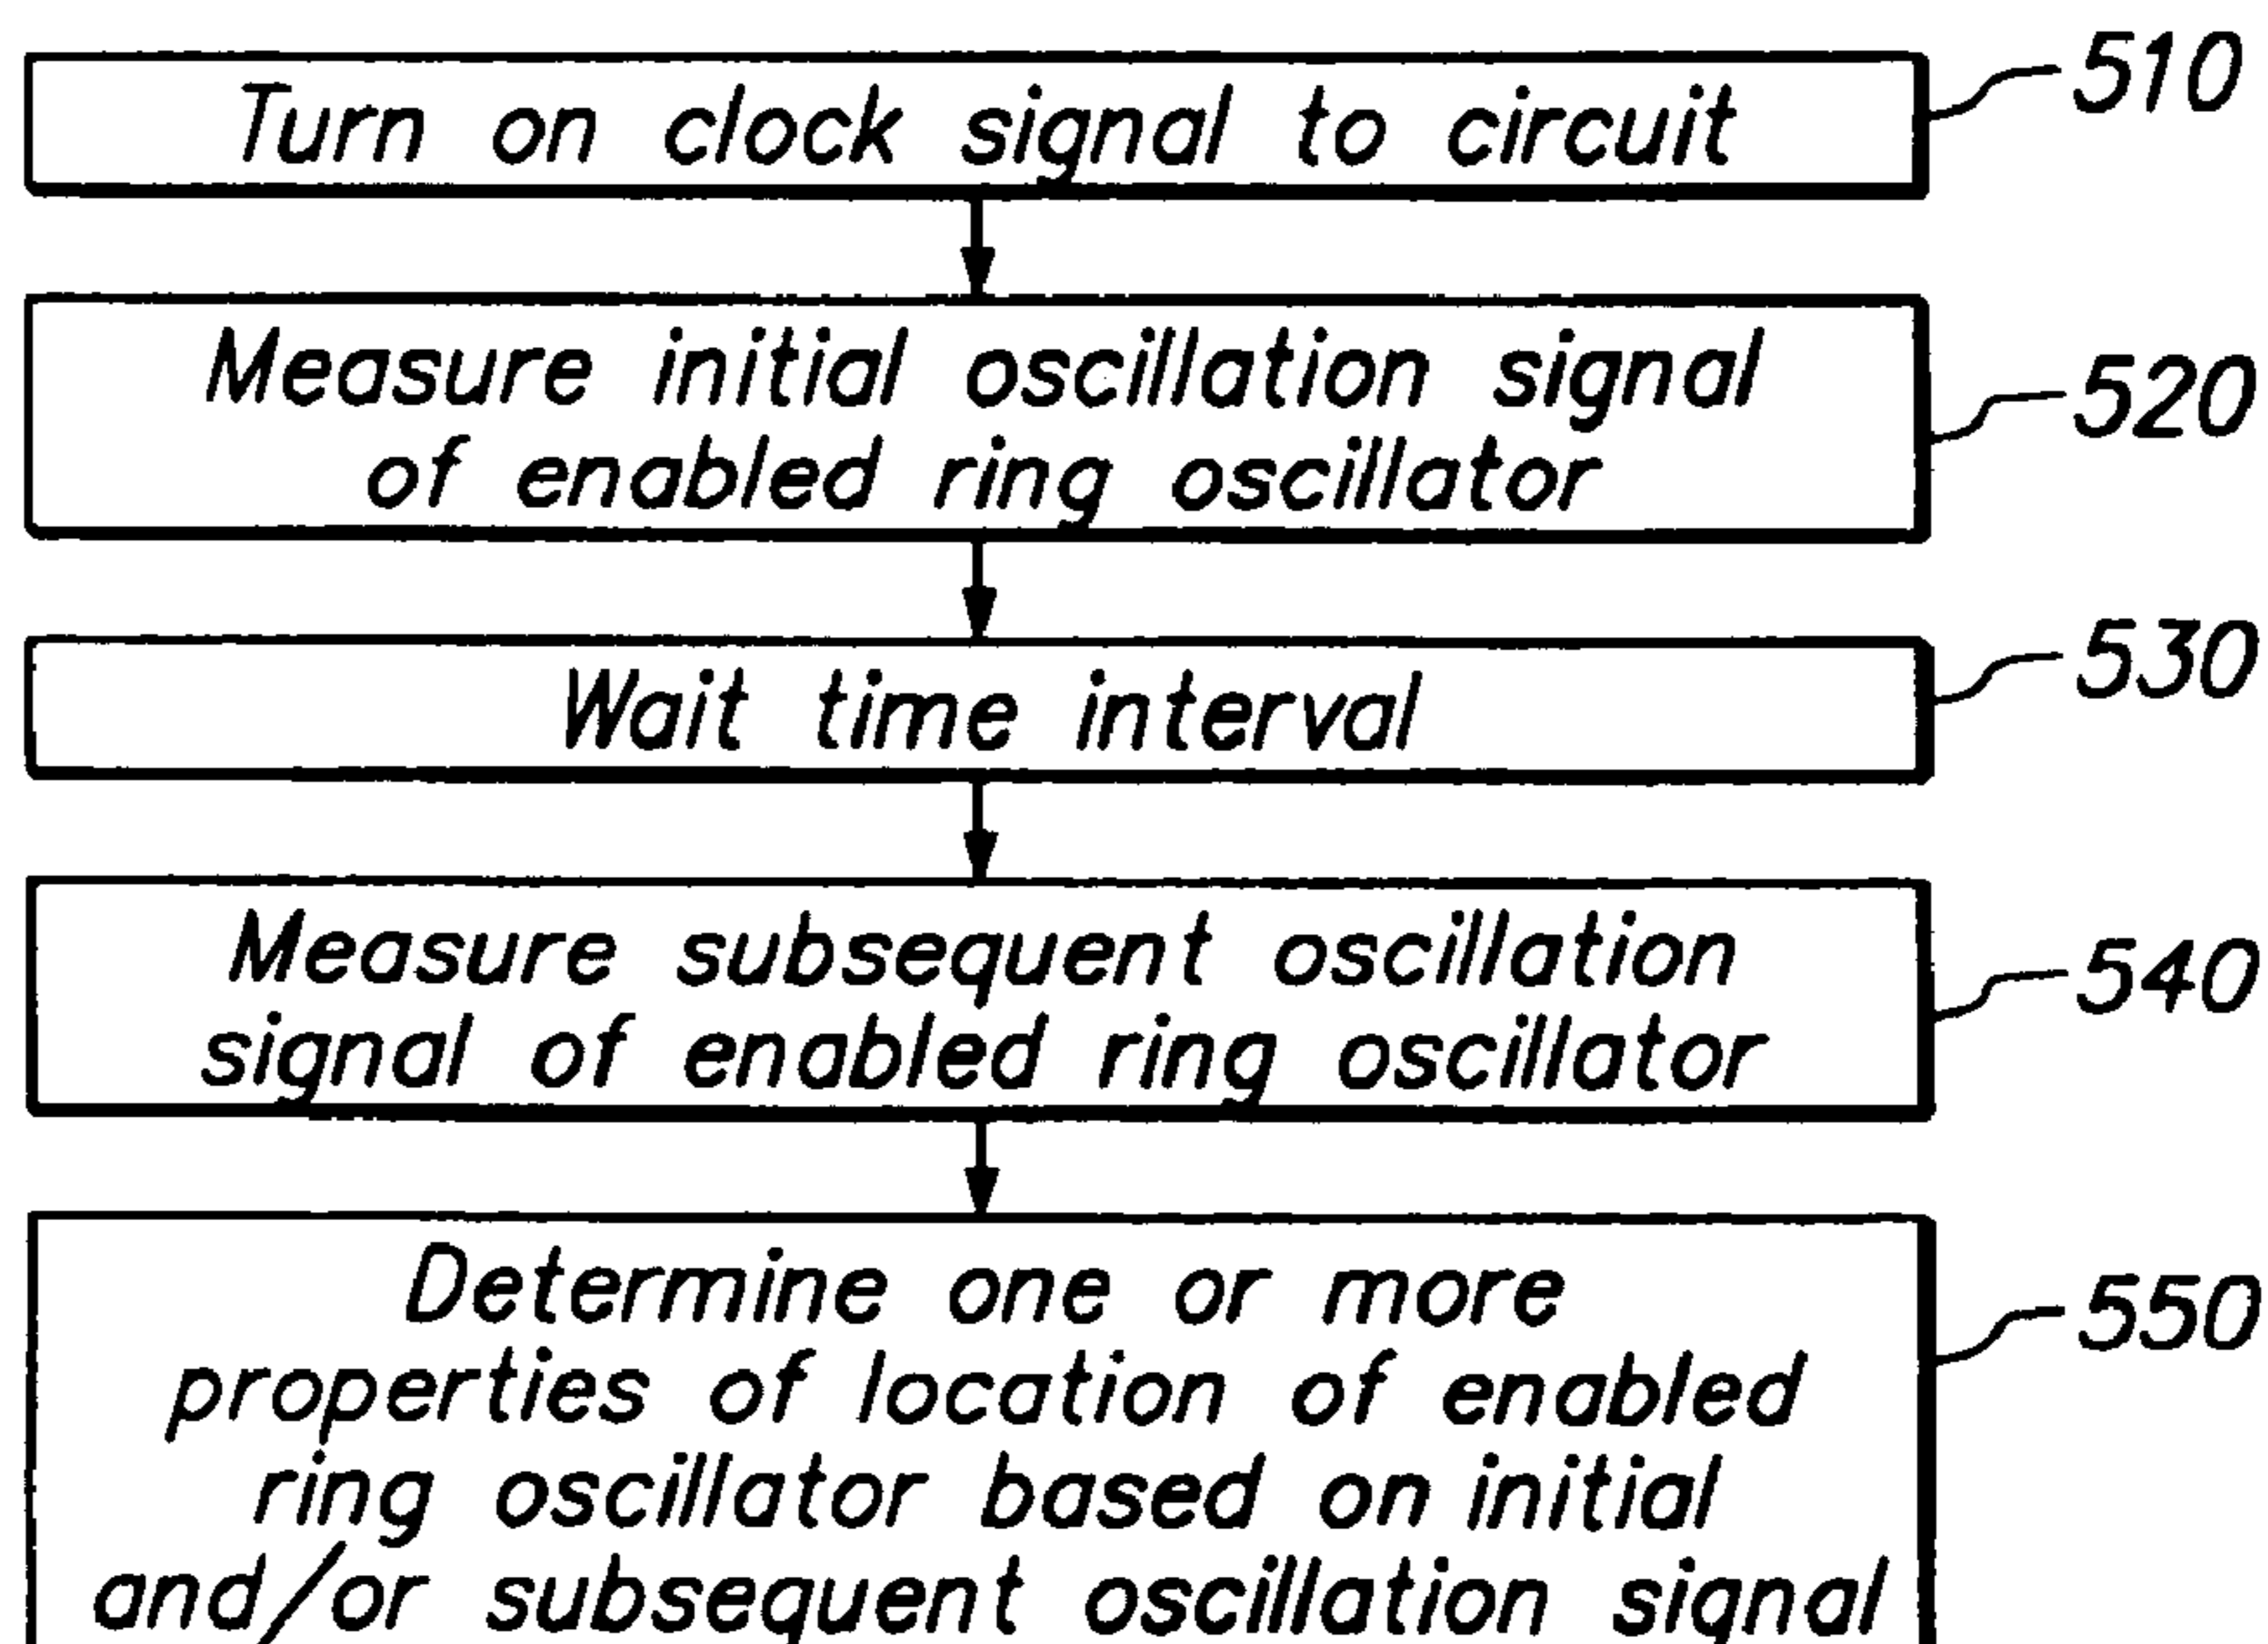 Turn on clock signal to circuit
510
Measure initial oscillation signal
of enabled ring oscillator
520
Wait time interval
530
Measure subsequent oscillation
signal of enabled ring oscillator
540
Determine one or more
properties of location of enabled
ring oscillator based on initial
and/or subsequent oscillation signal
550